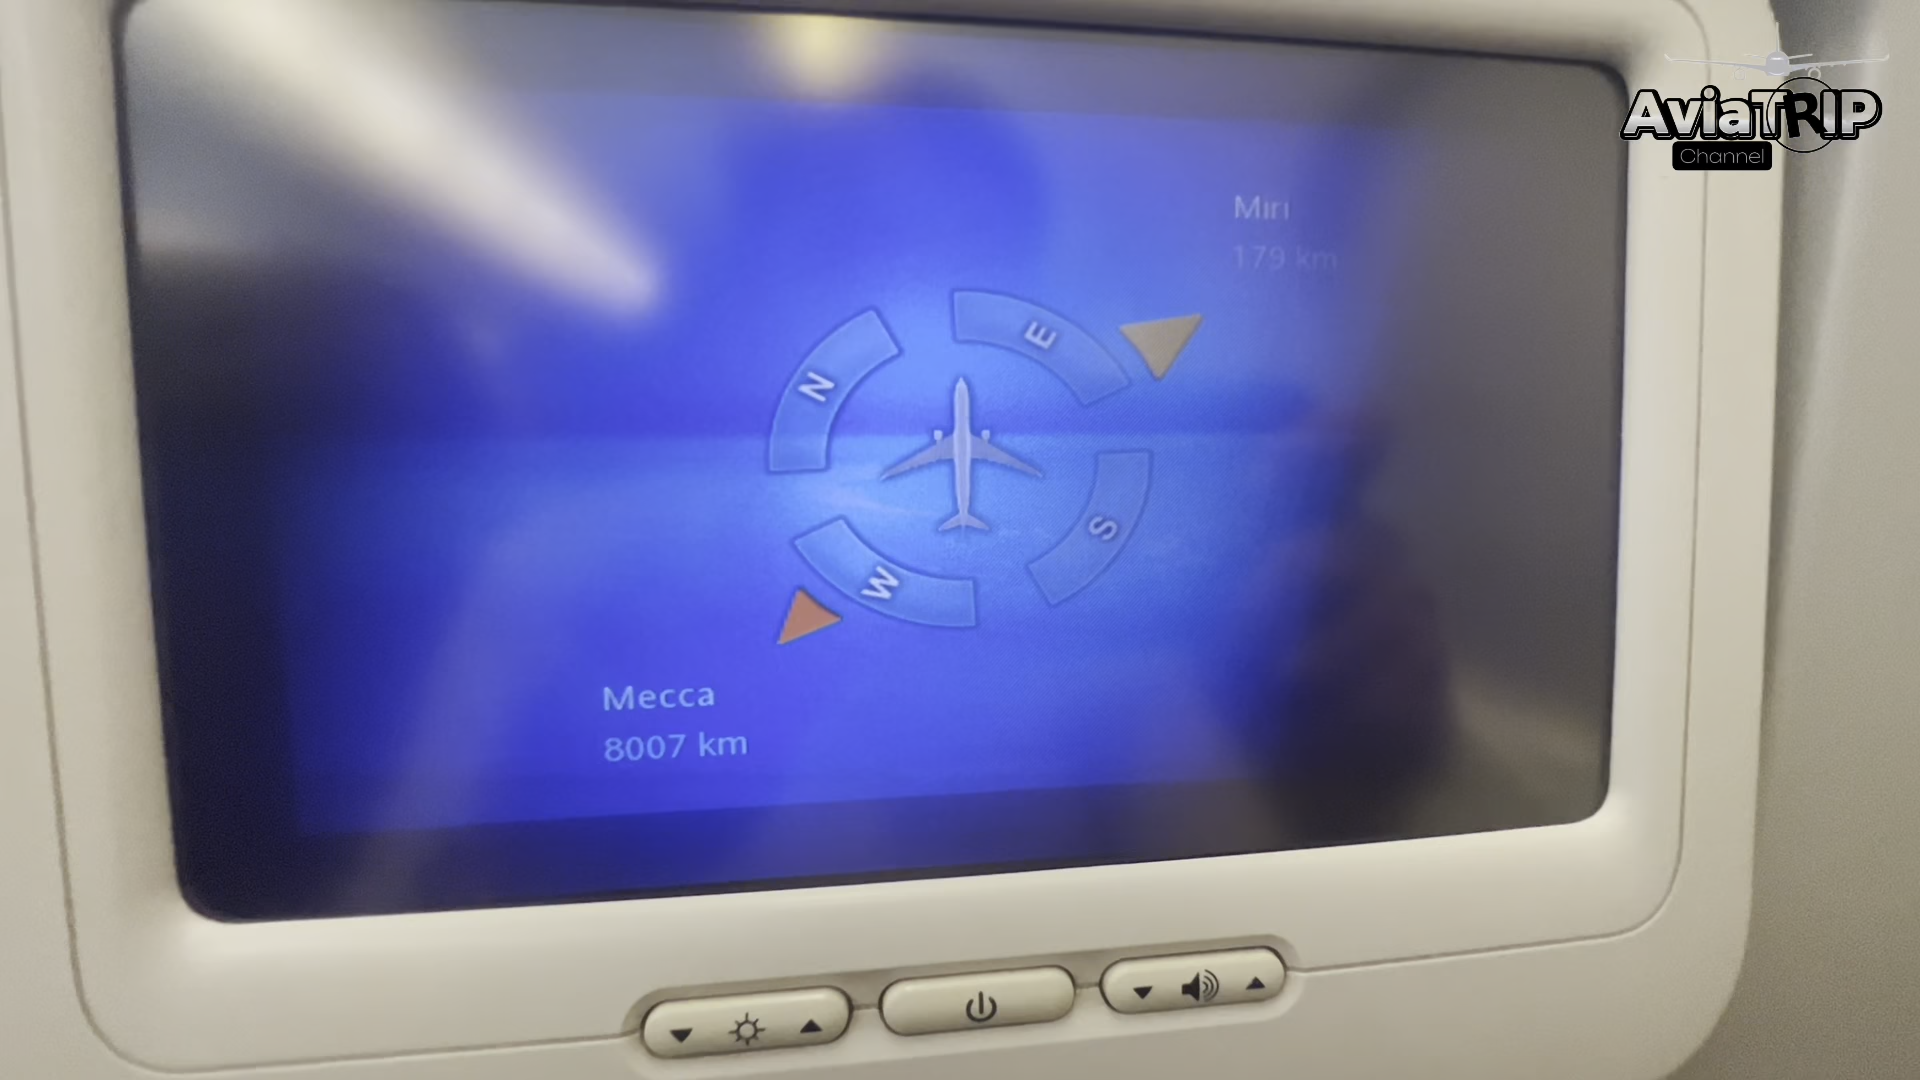 AviaTRIP
Channel
Miri
179 km
N
E
S
W
Mecca
8007 km